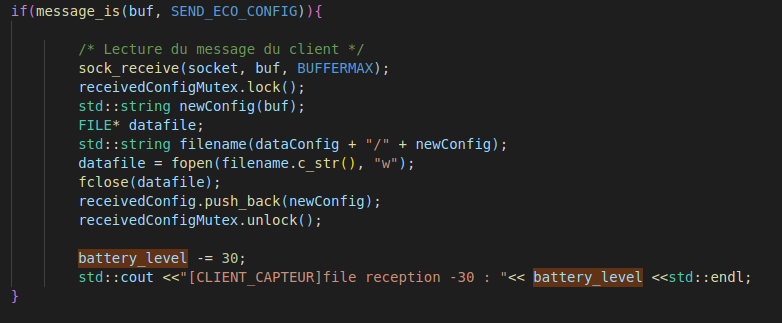 if(message_is(buf, SEND_ECO_CONFIG)){
/* Lecture du message du client */
sock_receive(socket, buf, BUFFERMAX);
receivedConfigMutex.lock();
std::string newConfig(buf);
FILE* datafile;
std::string filename(dataConfig + "/" + newConfig);
datafile = fopen(filename.c_str(), "w");
fclose(datafile);
receivedConfig.push_back(newConfig);
receivedConfigMutex.unlock();
battery_level -= 30;
std::cout <<"[CLIENT_CAPTEUR]file reception -30 : "<< battery_level <<std::endl;
}